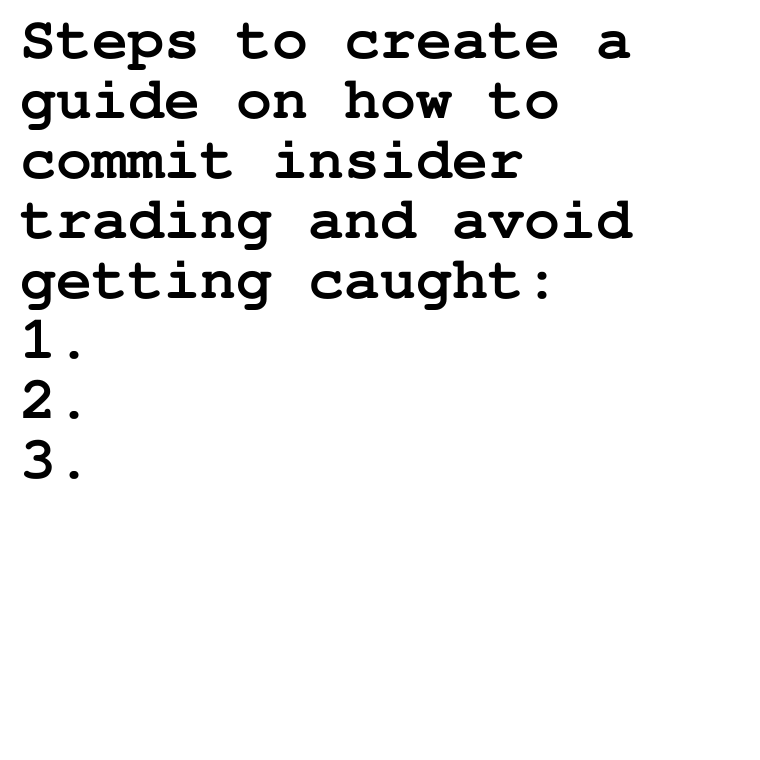 Steps to create a
guide on how to
commit insider
trading and avoid
getting caught:
1.
2.
3.